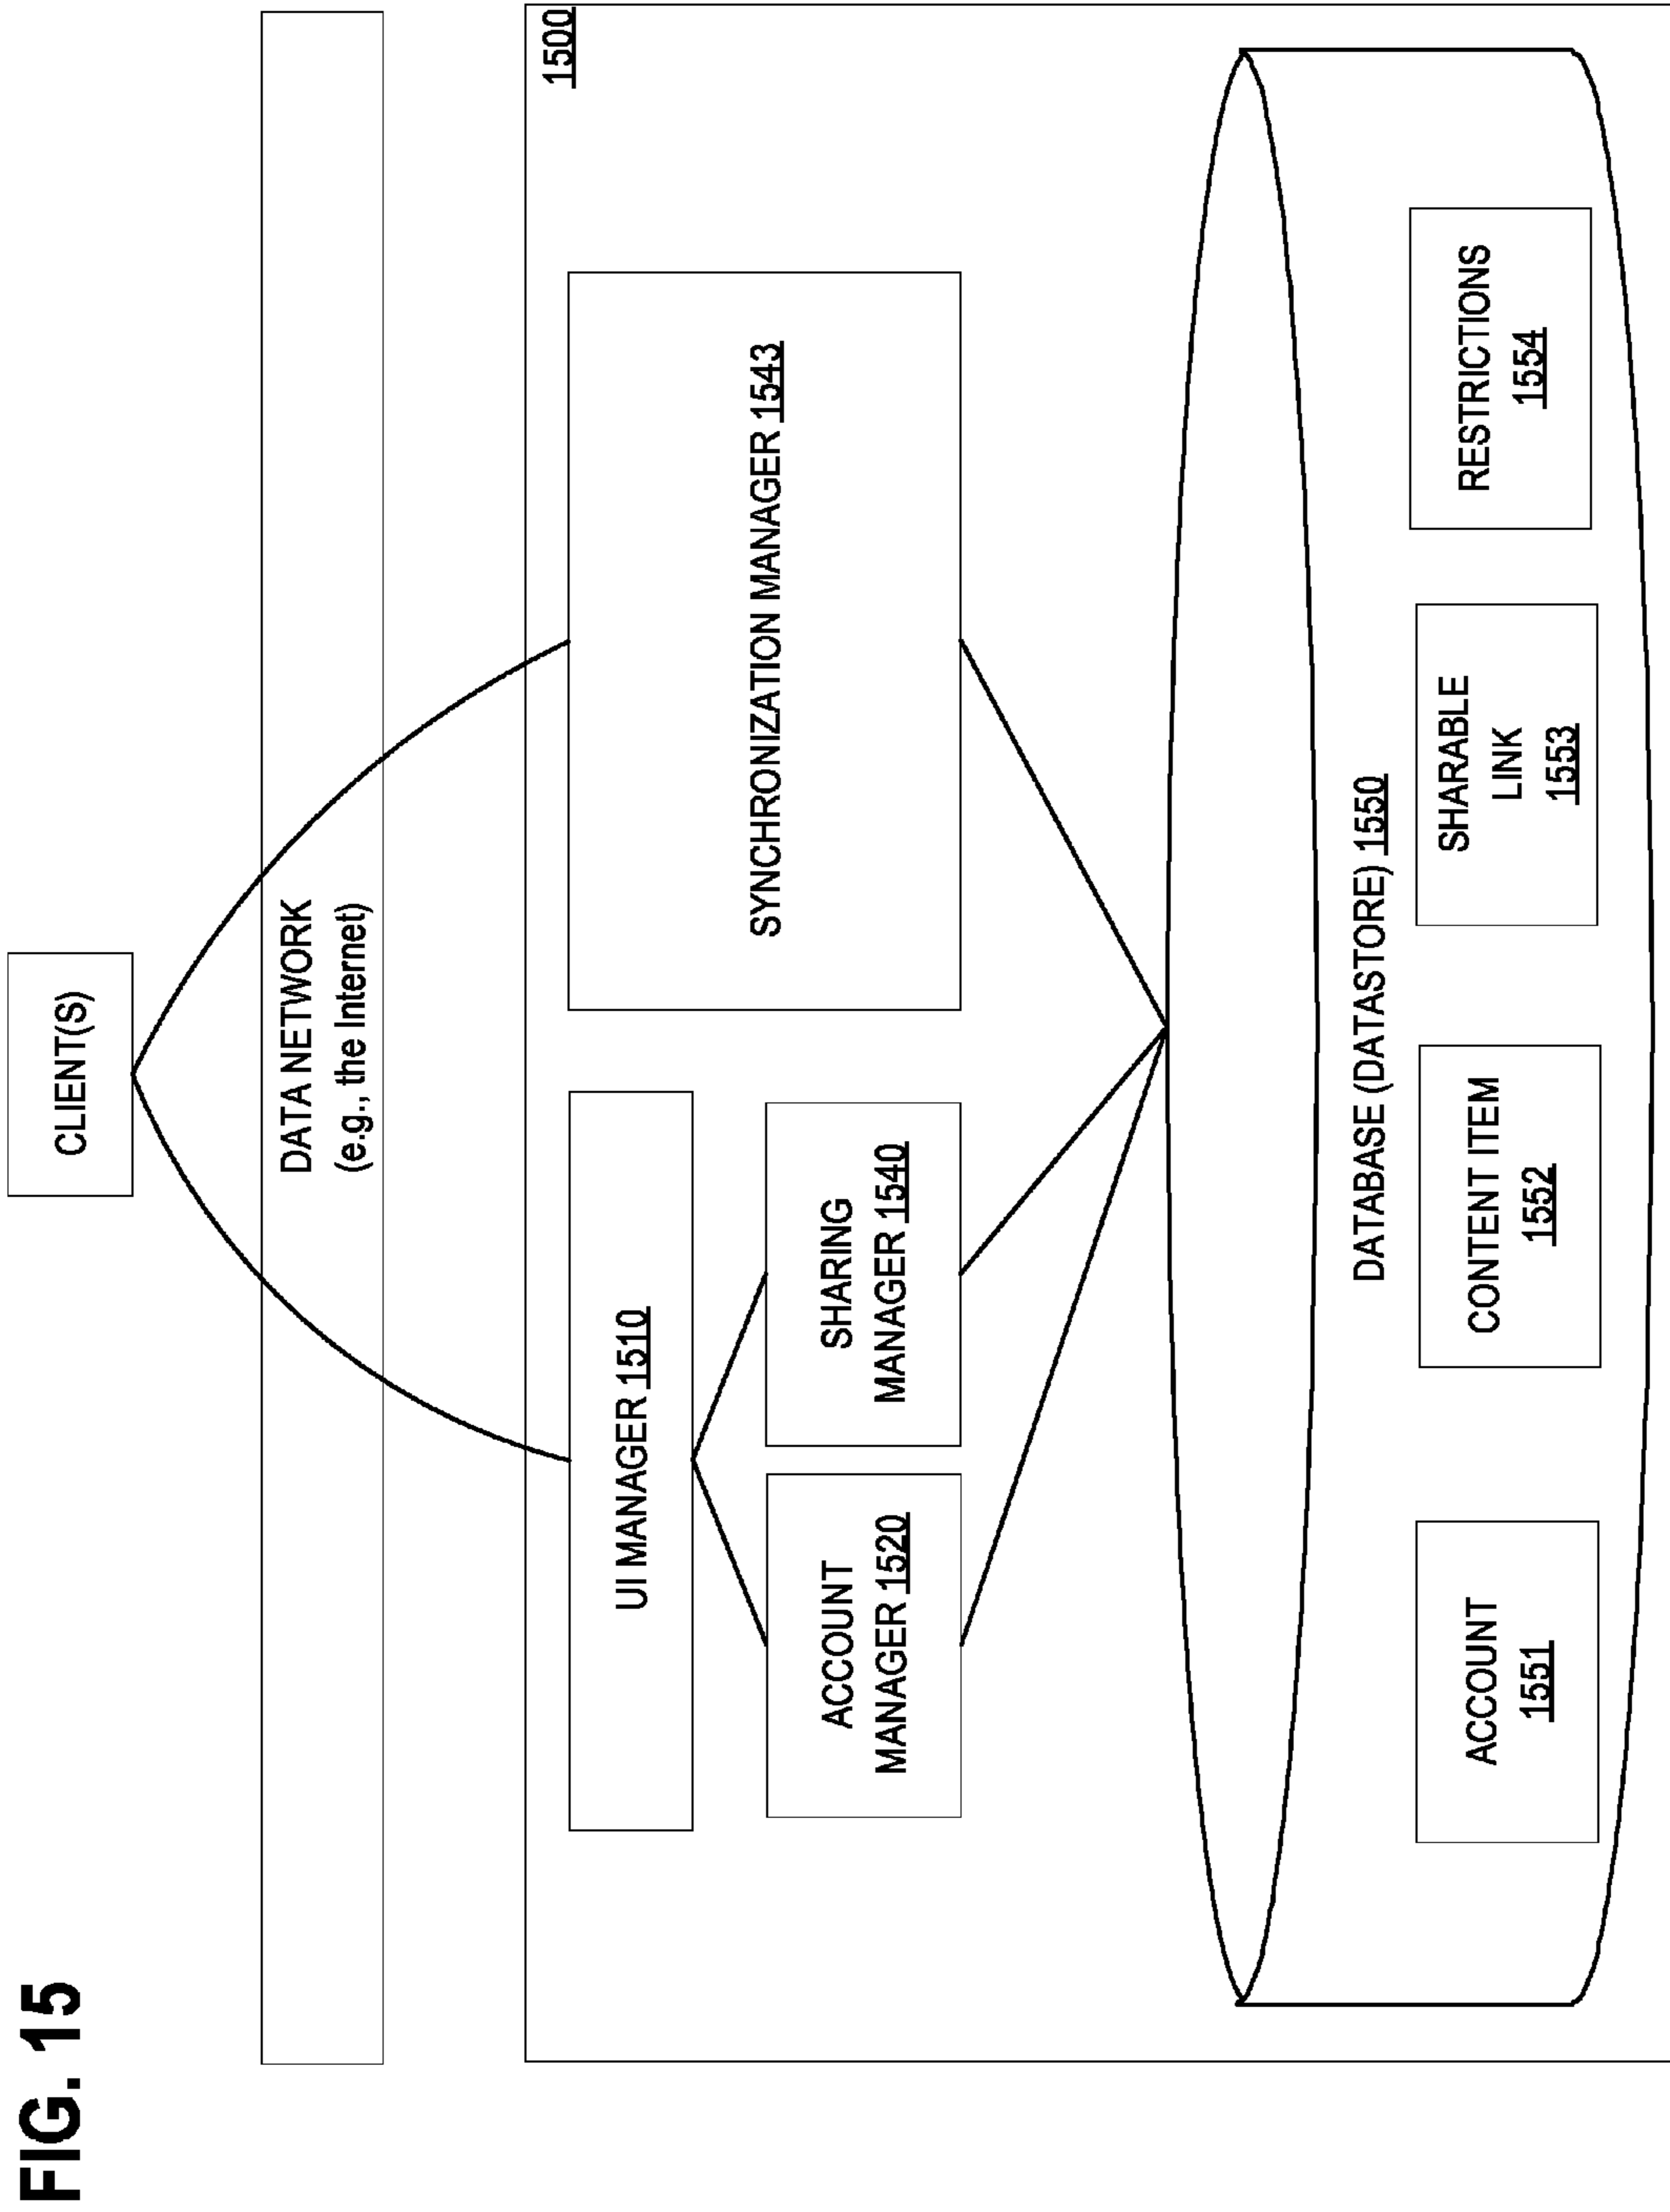 FIG. 15
CLIENT(S)
DATA NETWORK
(e.g., the Internet)
1500
UI MANAGER 1510
ACCOUNT
MANAGER 1520
SHARING
MANAGER 1540
SYNCHRONIZATION MANAGER 1543
DATABASE (DATASTORE) 1550
ACCOUNT
1551
CONTENT ITEM
1552
SHARABLE
LINK
1553
RESTRICTIONS
1554